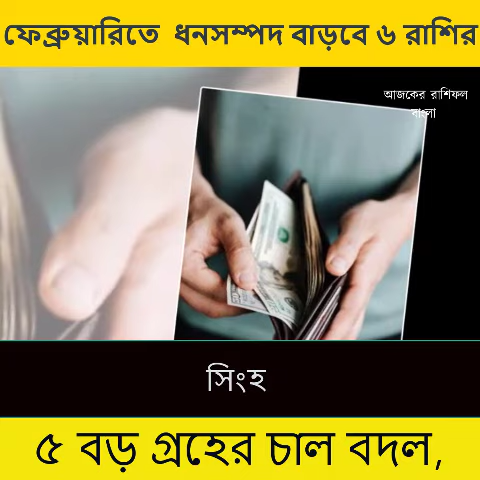 ফেব্রুয়ারিতে ধনসম্পদ বাড়বে ৬ রাশির
আজকের রাশিফল
বাংলা
সিংহ
৫ বড় গ্রহের চাল বদল,